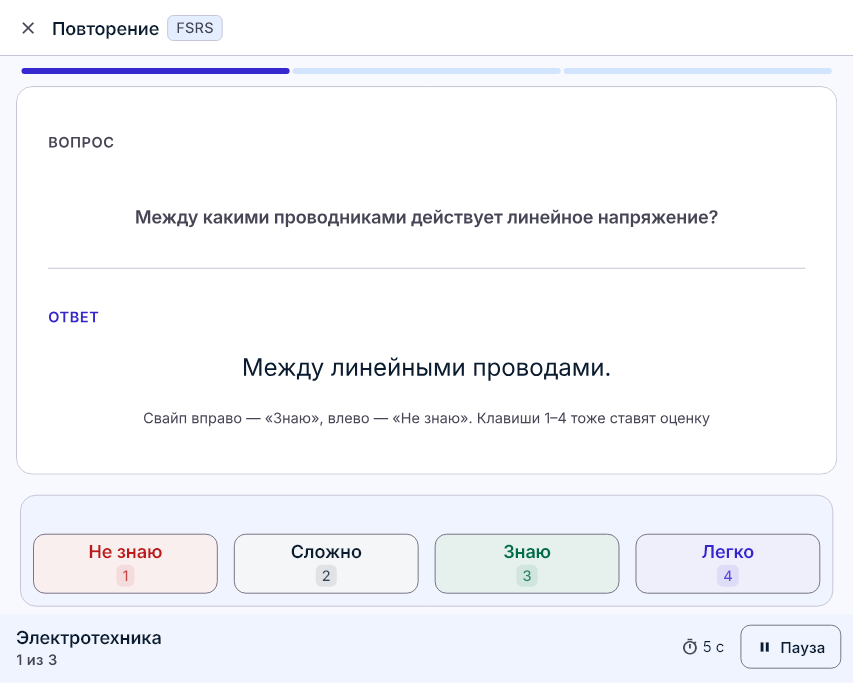 Повторение FSRS
ВОПРОС
Между какими проводниками действует линейное напряжение?
ОТВЕТ
Между линейными проводами.
Свайп вправо — «Знаю», влево — «Не знаю». Клавиши 1–4 тоже ставят оценку
Не знаю
1
Сложно
2
Знаю
3
Легко
4
Электротехника
1 из 3
5 с
Пауза